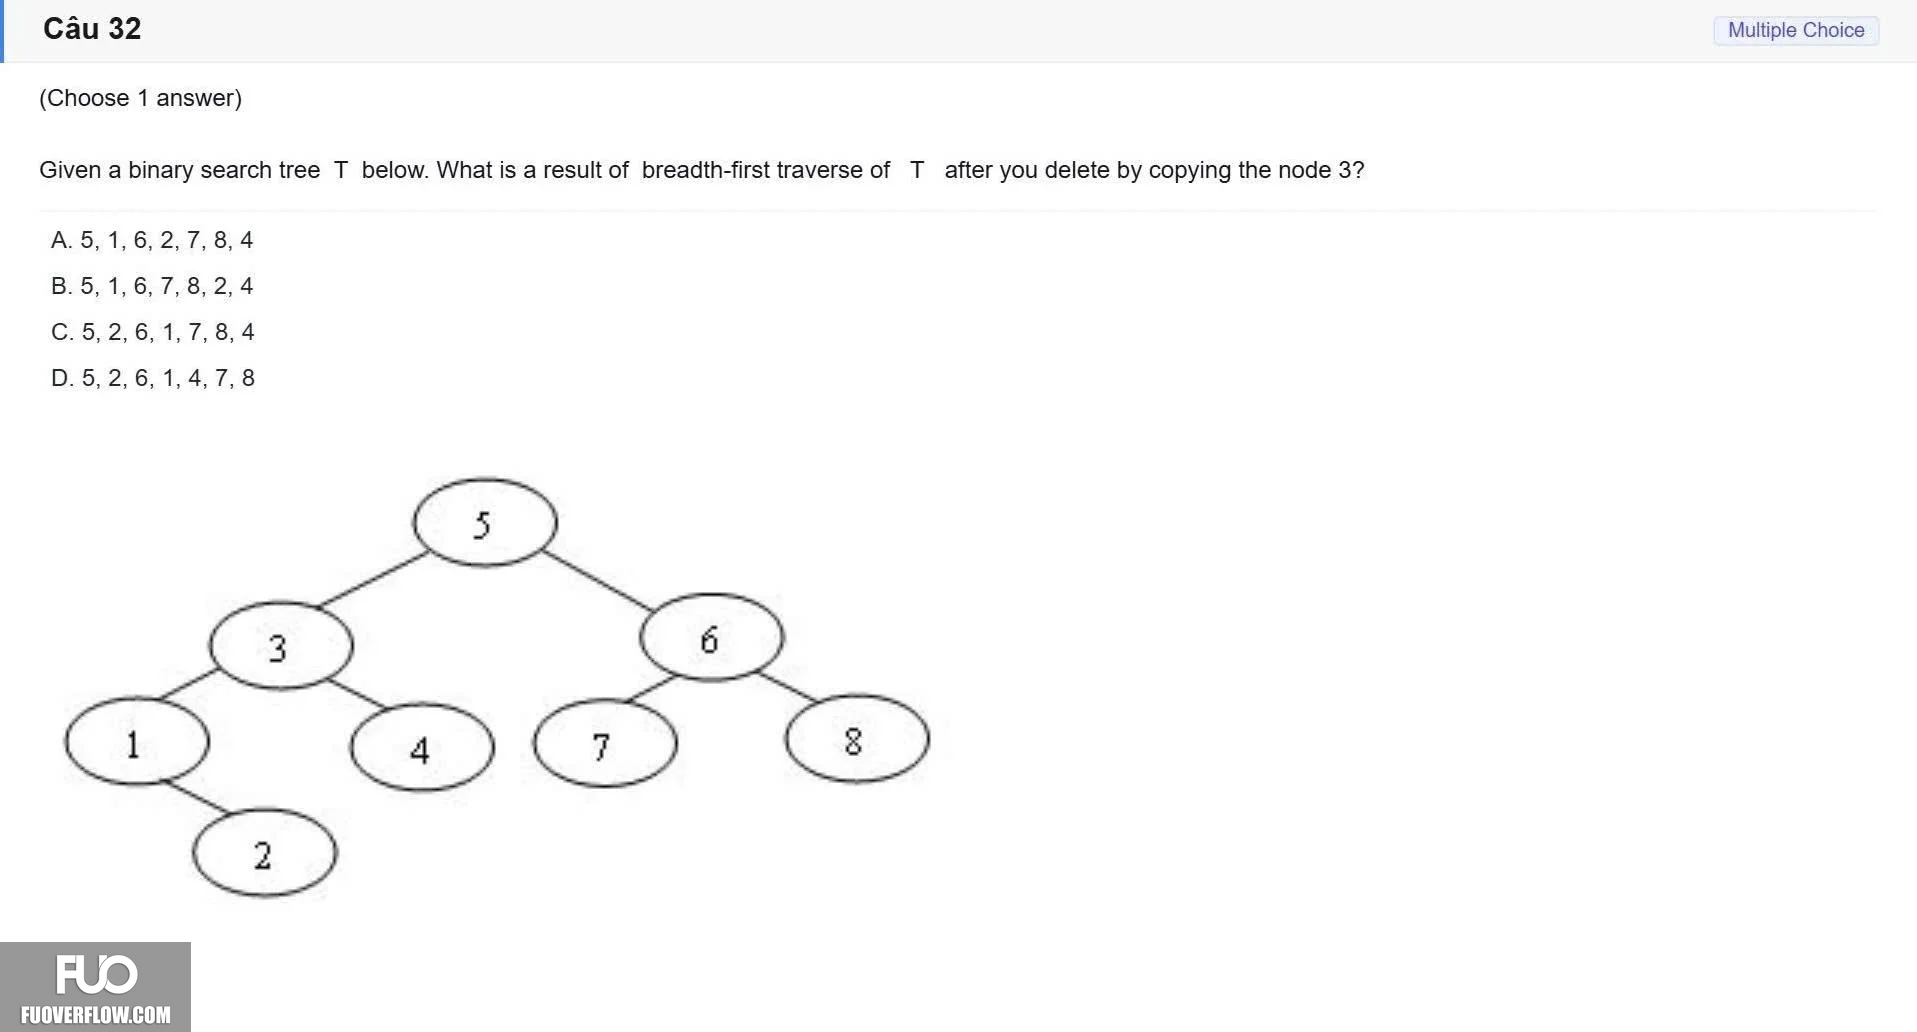 Câu 32
Multiple Choice
(Choose 1 answer)
Given a binary search tree T below. What is a result of breadth-first traverse of T after you delete by copying the node 3?
A. 5, 1, 6, 2, 7, 8, 4
B. 5, 1, 6, 7, 8, 2, 4
C. 5, 2, 6, 1, 7, 8, 4
D. 5, 2, 6, 1, 4, 7, 8
5
3
6
1
4
7
8
2
FUO
FUOVERFLOW.COM